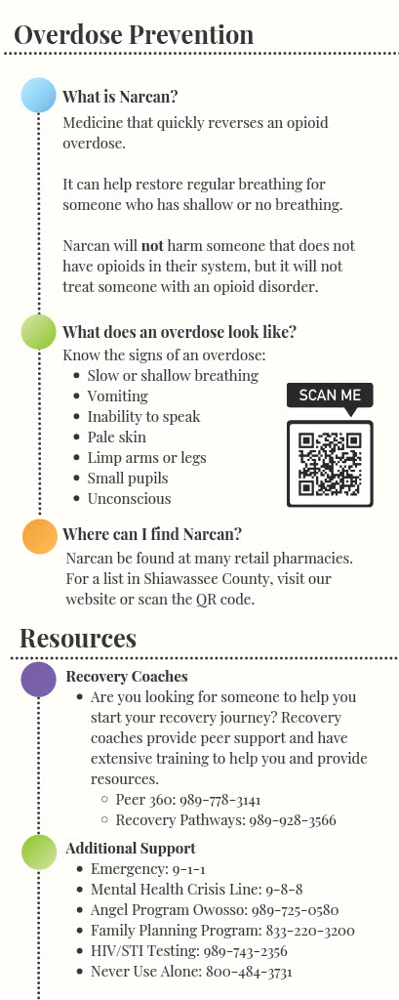 Overdose Prevention
What is Narcan?
Medicine that quickly reverses an opioid
overdose.
It can help restore regular breathing for
someone who has shallow or no breathing.
Narcan will not harm someone that does not
have opioids in their system, but it will not
treat someone with an opioid disorder.
What does an overdose look like?
Know the signs of an overdose:
• Slow or shallow breathing
• Vomiting
• Inability to speak
• Pale skin
• Limp arms or legs
• Small pupils
• Unconscious
SCAN ME
Where can I find Narcan?
Narcan be found at many retail pharmacies.
For a list in Shiawassee County, visit our
website or scan the QR code.
Resources
Recovery Coaches
• Are you looking for someone to help you
start your recovery journey? Recovery
coaches provide peer support and have
extensive training to help you and provide
resources.
○ Peer 360: 989-778-3141
○ Recovery Pathways: 989-928-3566
Additional Support
• Emergency: 9-1-1
• Mental Health Crisis Line: 9-8-8
• Angel Program Owosso: 989-725-0580
• Family Planning Program: 833-220-3200
• HIV/STI Testing: 989-743-2356
• Never Use Alone: 800-484-3731